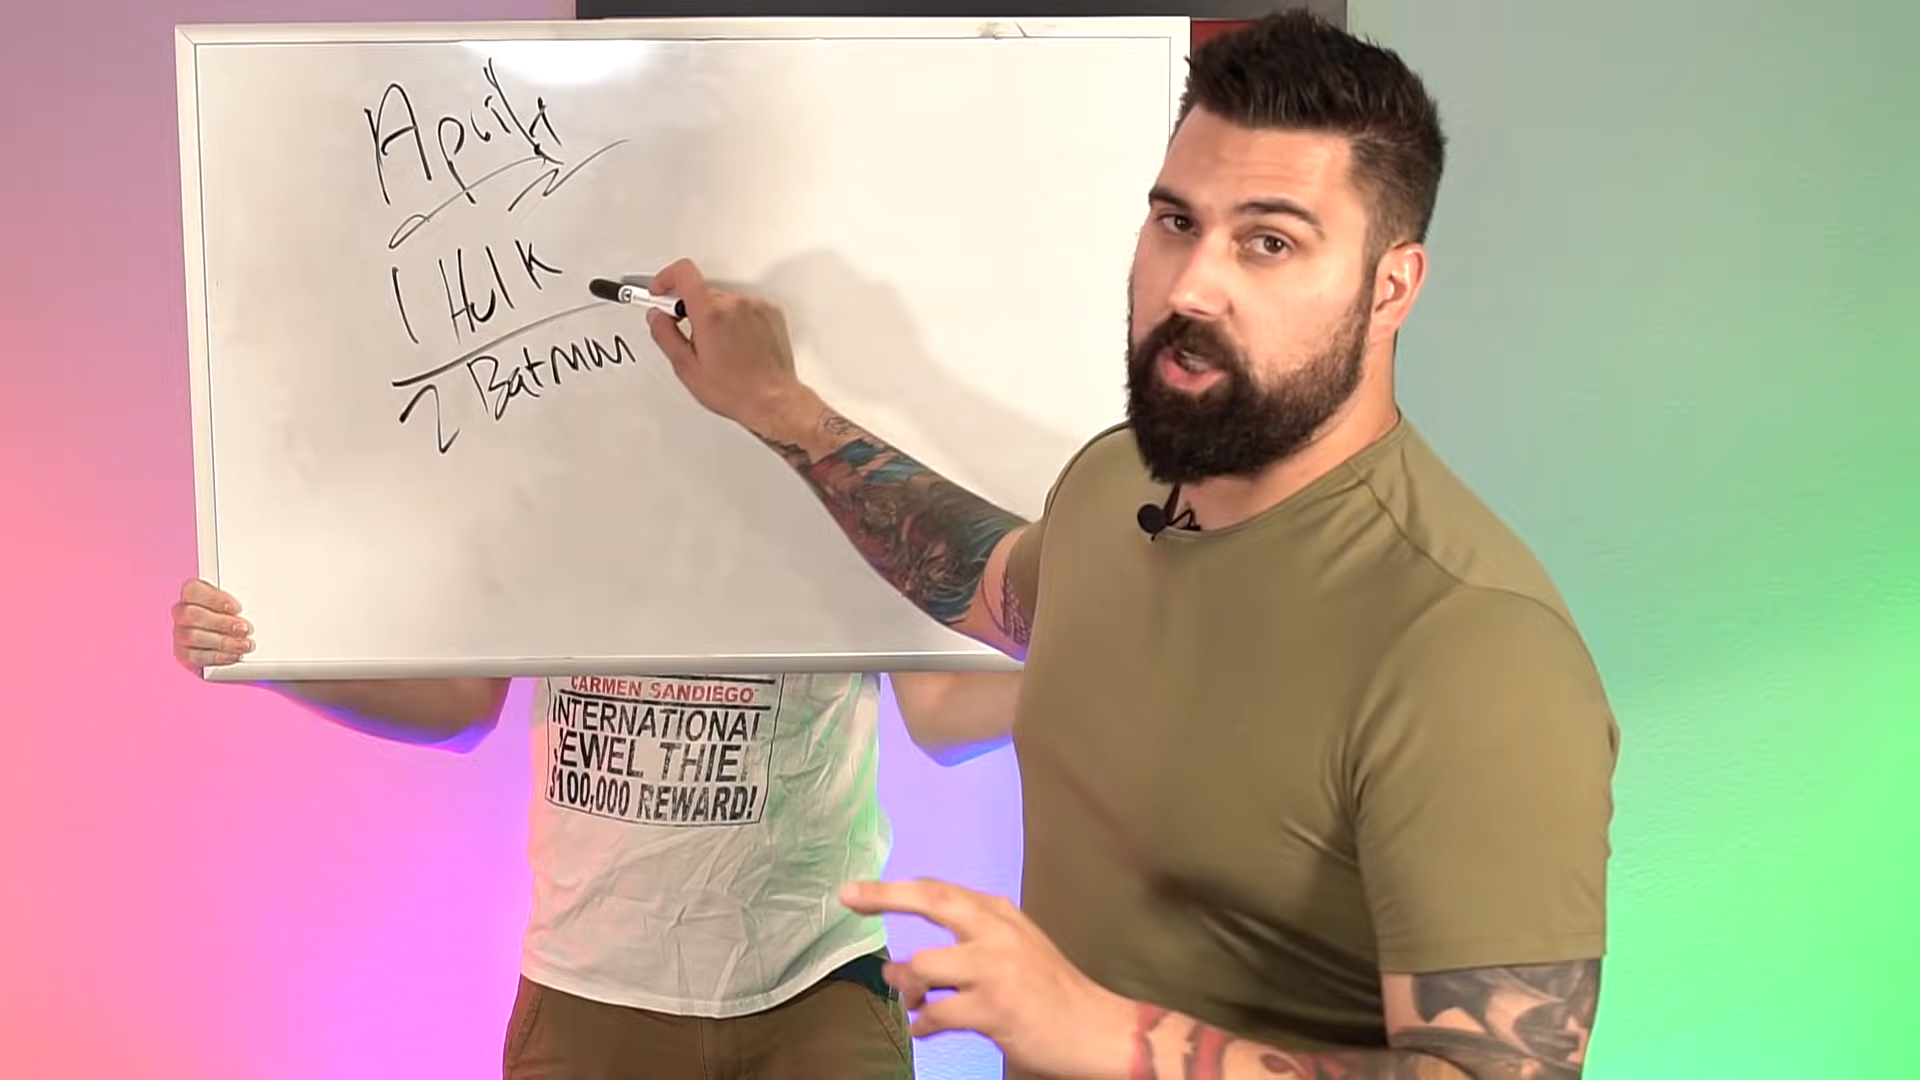 April
1 Hulk
2 Batman
CARMEN SANDIEGO
INTERNATIONAL
JEWEL THIEF
$100,000 REWARD!